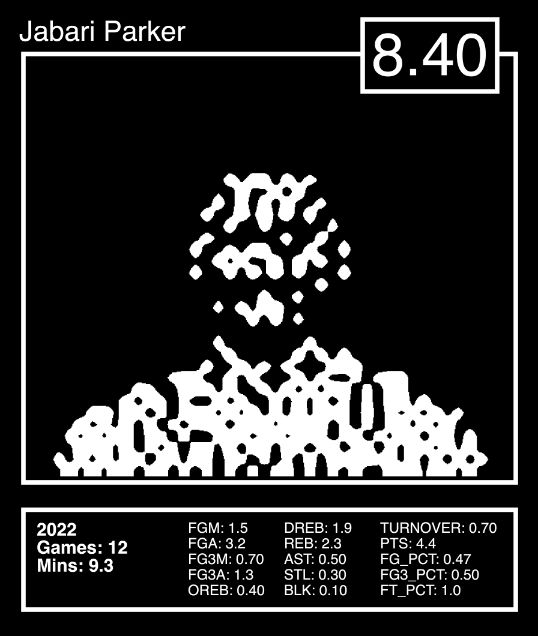 Jabari Parker
8.40
2022
Games: 12
Mins: 9.3
FGM: 1.5
FGA: 3.2
FG3M: 0.70
FG3A: 1.3
OREB: 0.40
DREB: 1.9
REB: 2.3
AST: 0.50
STL: 0.30
BLK: 0.10
TURNOVER: 0.70
PTS: 4.4
FG_PCT: 0.47
FG3_PCT: 0.50
FT_PCT: 1.0